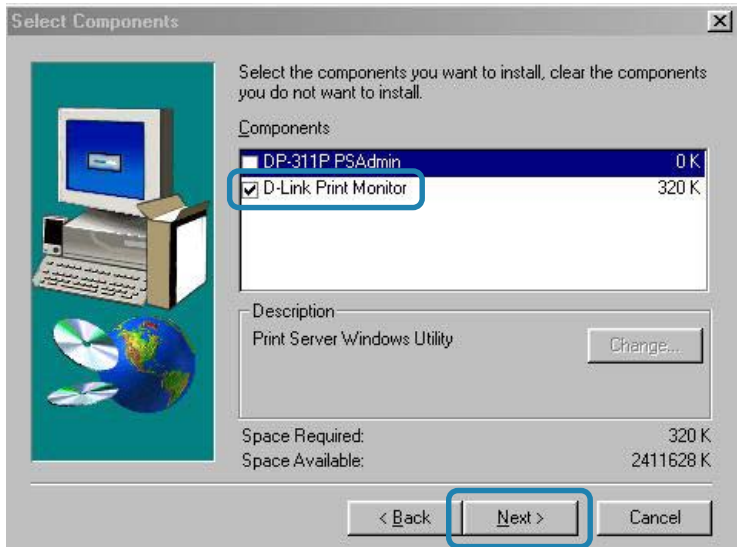 Select Components
Select the components you want to install, clear the components
you do not want to install.
Components
DP-311P PSAdmin 0 K
D-Link Print Monitor 320 K
Description
Print Server Windows Utility
Change...
Space Required: 320 K
Space Available: 2411628 K
< Back Next > Cancel